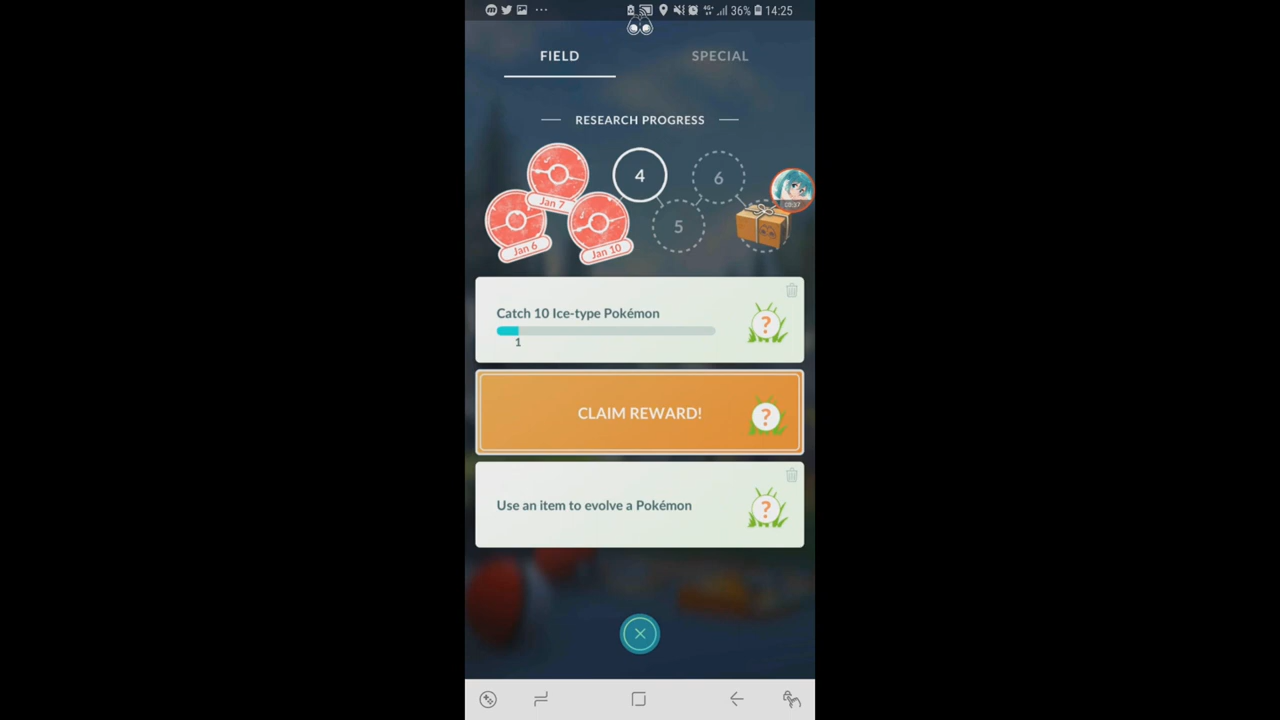 36% 14:25
FIELD SPECIAL
RESEARCH PROGRESS
Jan 6
Jan 7
Jan 10
4
5
6
Catch 10 Ice-type Pokémon
1
?
CLAIM REWARD!
?
Use an item to evolve a Pokémon
?